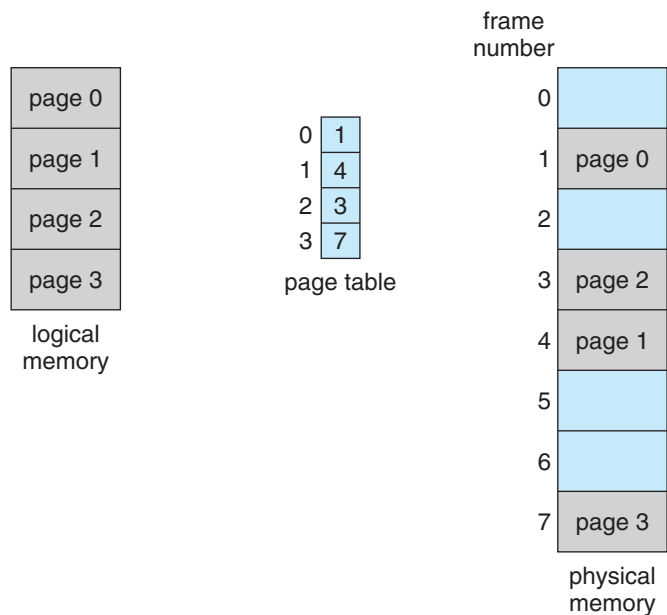 page 0
page 1
page 2
page 3
logical
memory
0 1
1 4
2 3
3 7
page table
frame
number
0
1 page 0
2
3 page 2
4 page 1
5
6
7 page 3
physical
memory